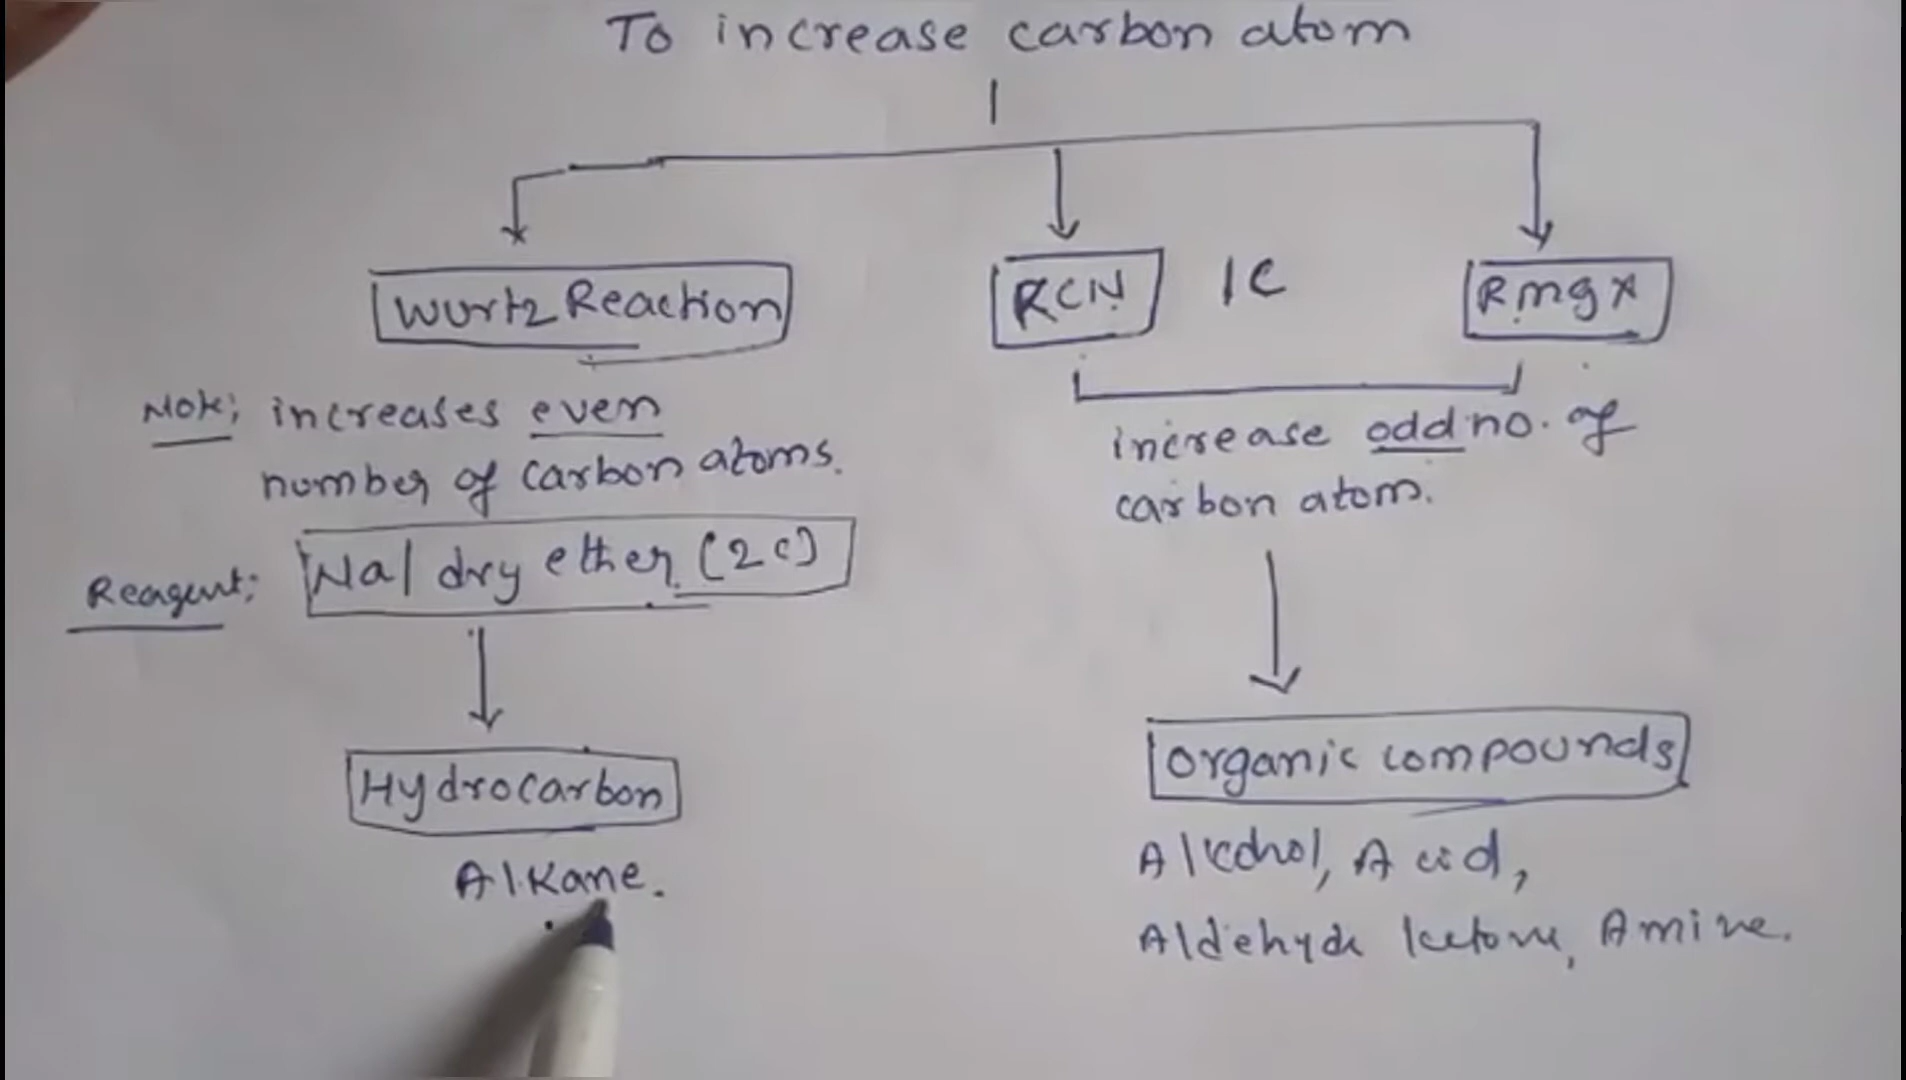 To increase carbon atom
Wurtz Reaction
RCN
1C
RMgX
Note: increases even
number of carbon atoms.
increase odd no. of
carbon atom.
Reagent: Na/dry ether (2C)
Hydrocarbon
Alkane.
Organic compounds
Alcohol, Acid,
Aldehyde ketone, Amine.